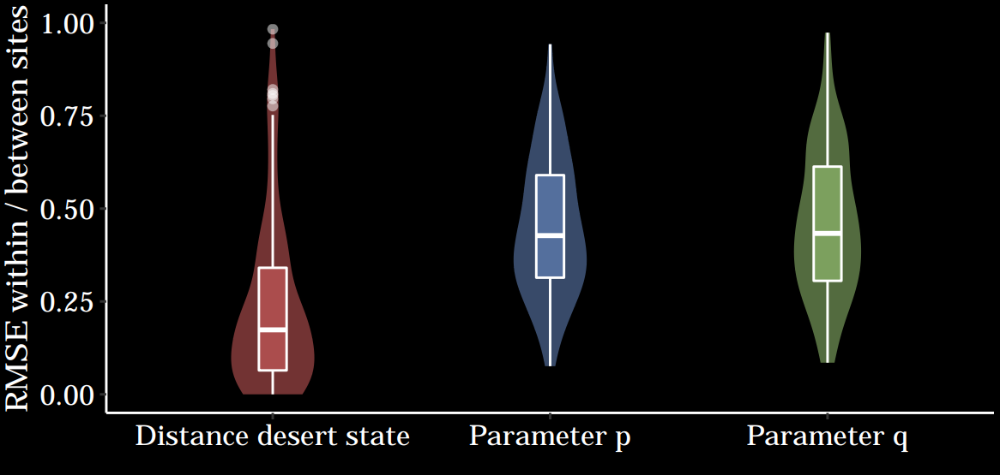 RMSE within / between sites
1.00
0.75
0.50
0.25
0.00
Distance desert state
Parameter p
Parameter q